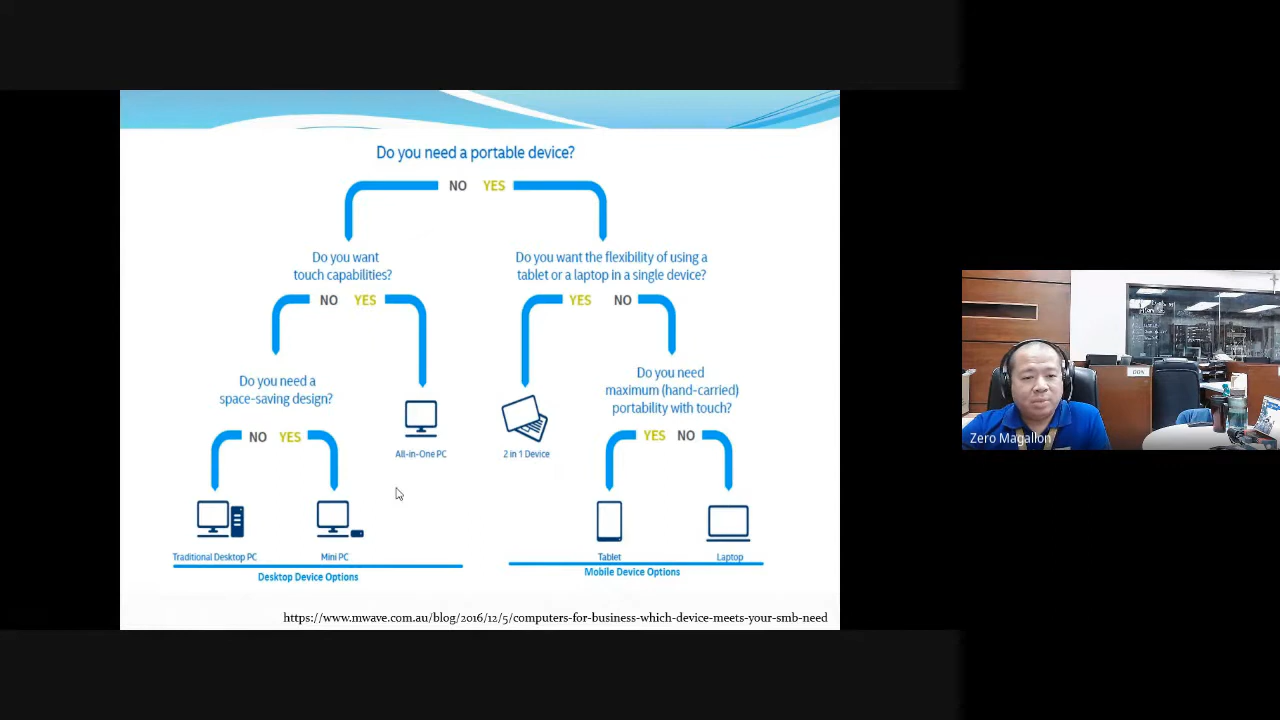 Do you need a portable device?
NO YES
Do you want
touch capabilities?
Do you want the flexibility of using a
tablet or a laptop in a single device?
NO YES
YES NO
Do you need a
space-saving design?
Do you need
maximum (hand-carried)
portability with touch?
NO YES
All-in-One PC
2 in 1 Device
YES NO
Traditional Desktop PC
Mini PC
Tablet
Laptop
Desktop Device Options
Mobile Device Options
https://www.mwave.com.au/blog/2016/12/5/computers-for-business-which-device-meets-your-smb-need
Zero Magallon